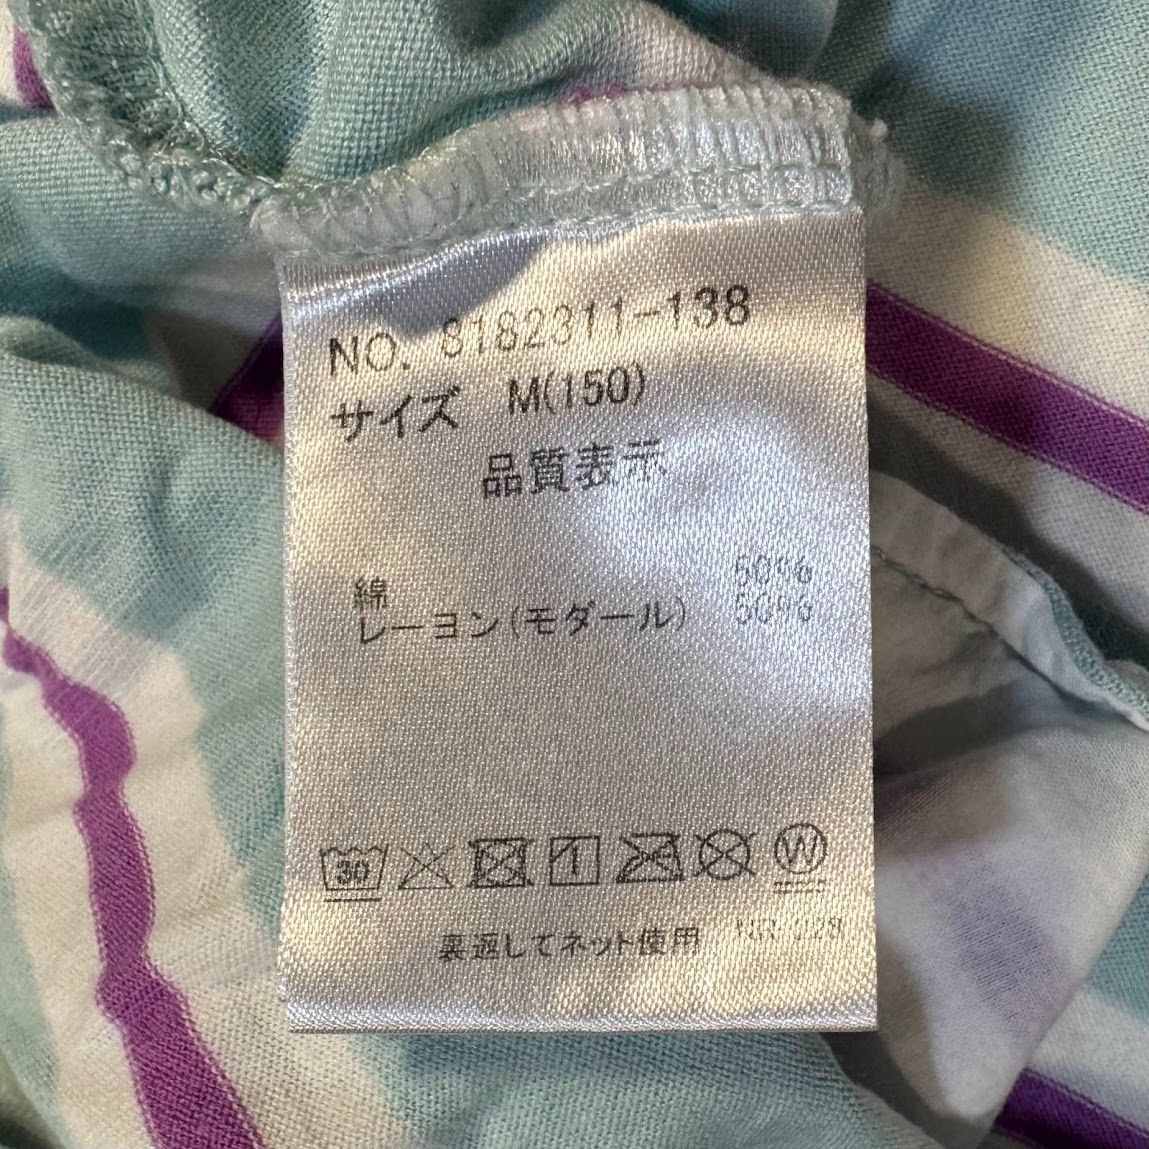 NO. 8182311-138
サイズ M(150)
品質表示
綿 50%
レーヨン(モダール) 50%
30
W
裏返してネット使用